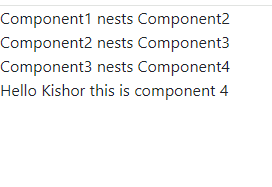 Component1 nests Component2
Component2 nests Component3
Component3 nests Component4
Hello Kishor this is component 4